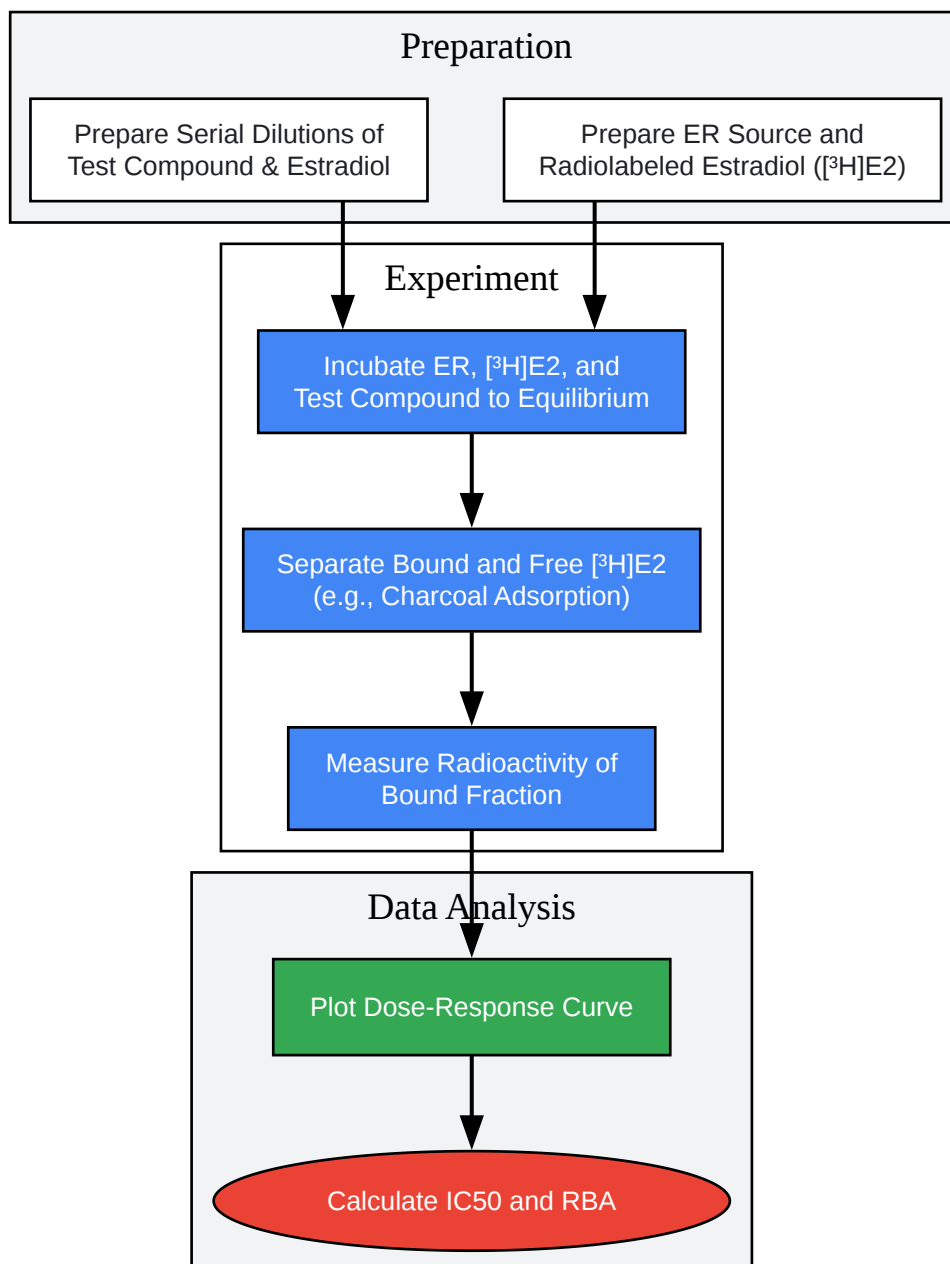 Preparation
Prepare Serial Dilutions of
Test Compound & Estradiol
Prepare ER Source and
Radiolabeled Estradiol ([³H]E2)
Experiment
Incubate ER, [³H]E2, and
Test Compound to Equilibrium
Separate Bound and Free [³H]E2
(e.g., Charcoal Adsorption)
Measure Radioactivity of
Bound Fraction
Data Analysis
Plot Dose-Response Curve
Calculate IC50 and RBA